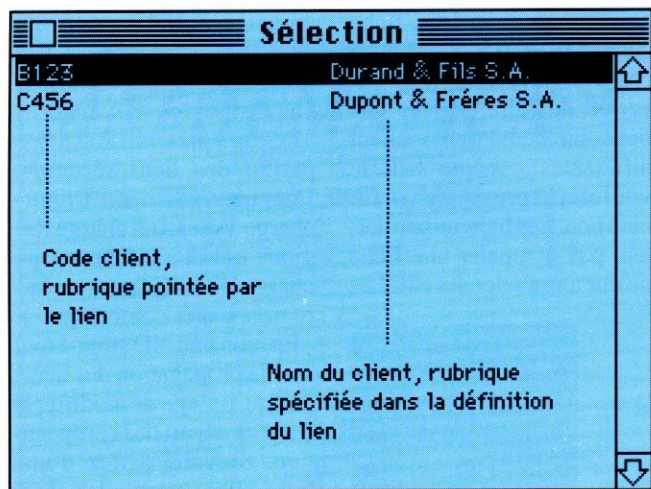 Sélection
B123 Durand & Fils S.A.
C456 Dupont & Fréres S.A.
Code client,
rubrique pointée par
le lien
Nom du client, rubrique
spécifiée dans la définition
du lien